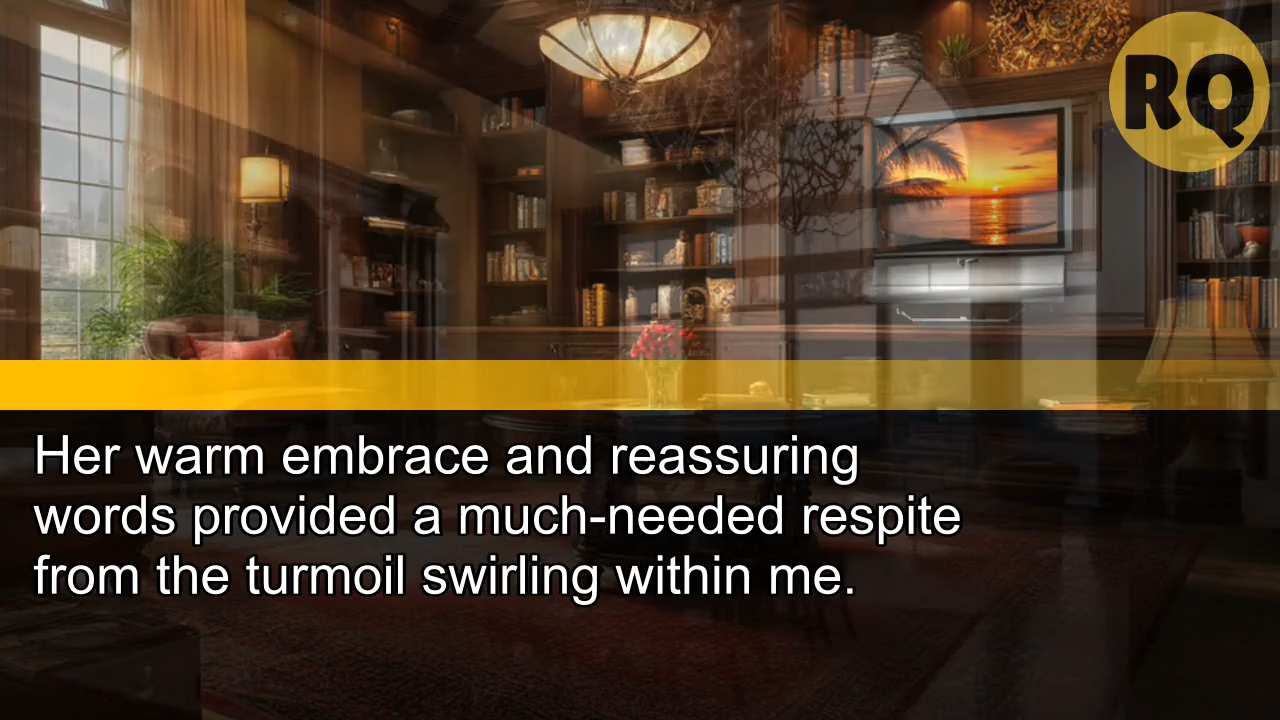 RQ
Her warm embrace and reassuring
words provided a much-needed respite
from the turmoil swirling within me.